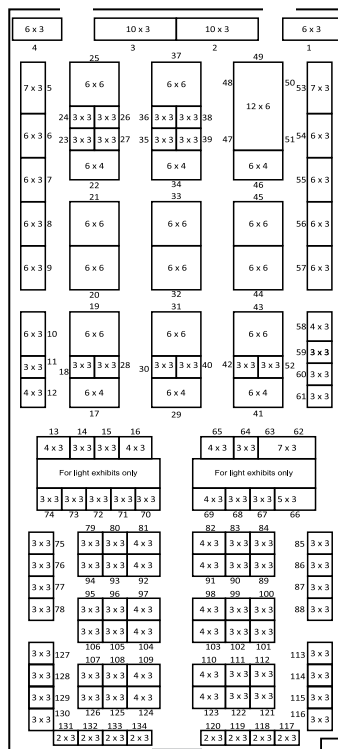 6 x 3 10 x 3 10 x 3 6 x 3
4 3 2 1
25 37 49
7 x 3 5 6 x 6 6 x 6 48 50 53 7 x 3
12 x 6
24 3 x 3 3 x 3 26 36 3 x 3 3 x 3 38
6 x 3 6 23 3 x 3 3 x 3 27 35 3 x 3 3 x 3 39 47 51 54 6 x 3
6 x 4 6 x 4 6 x 4
6 x 3 7 22 34 46 55 6 x 3
21 33 45
6 x 3 8 6 x 6 6 x 6 6 x 6 56 6 x 3
6 x 3 9 6 x 6 6 x 6 6 x 6 57 6 x 3
20 32 44
19 31 43
6 x 3 10 6 x 6 6 x 6 6 x 6 58 4 x 3
59 3 x 3
3 x 3 11 18 3 x 3 3 x 3 28 30 3 x 3 3 x 3 40 42 3 x 3 3 x 3 52 60 3 x 3
4 x 3 12 6 x 4 6 x 4 6 x 4 61 3 x 3
17 29 41
13 14 15 16 65 64 63 62
4 x 3 3 x 3 3 x 3 4 x 3 4 x 3 3 x 3 7 x 3
For light exhibits only For light exhibits only
3 x 3 3 x 3 3 x 3 3 x 3 3 x 3 4 x 3 3 x 3 3 x 3 5 x 3
74 73 72 71 70 69 68 67 66
79 80 81 82 83 84
3 x 3 75 3 x 3 3 x 3 4 x 3 4 x 3 3 x 3 3 x 3 85 3 x 3
3 x 3 76 3 x 3 3 x 3 4 x 3 4 x 3 3 x 3 3 x 3 86 3 x 3
94 93 92 91 90 89
3 x 3 77 95 96 97 98 99 100 87 3 x 3
3 x 3 78 3 x 3 3 x 3 4 x 3 4 x 3 3 x 3 3 x 3 88 3 x 3
3 x 3 3 x 3 4 x 3 4 x 3 3 x 3 3 x 3
106 105 104 103 102 101
3 x 3 127 107 108 109 110 111 112 113 3 x 3
3 x 3 128 3 x 3 3 x 3 4 x 3 4 x 3 3 x 3 3 x 3 114 3 x 3
3 x 3 129 3 x 3 3 x 3 4 x 3 4 x 3 3 x 3 3 x 3 115 3 x 3
3 x 3 130 126 125 124 123 122 121 116 3 x 3
131 132 133 134 120 119 118 117
2 x 3 2 x 3 2 x 3 2 x 3 2 x 3 2 x 3 2 x 3 2 x 3